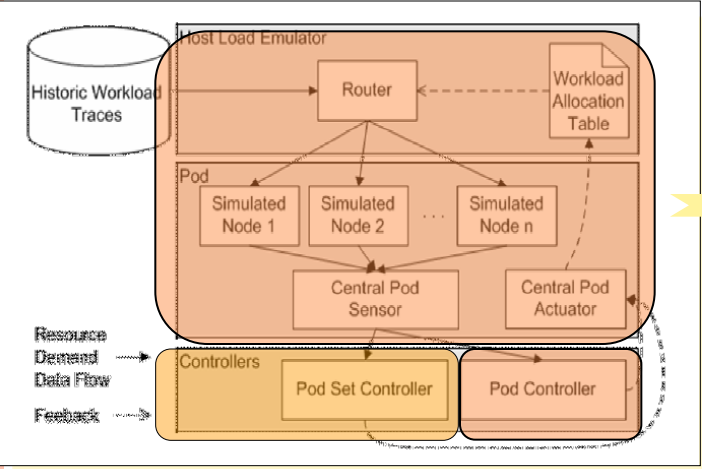 Host Load Emulator
Historic Workload
Traces
Router
Workload
Allocation
Table
Pod
Simulated
Node 1
Simulated
Node 2
. . .
Simulated
Node n
Central Pod
Sensor
Central Pod
Actuator
Resource
Demand
Data Flow
Feeback
Controllers
Pod Set Controller
Pod Controller